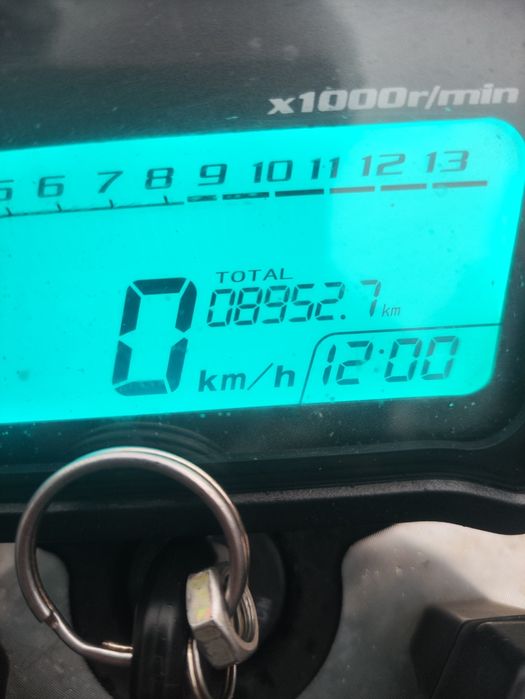 x1000r/min
5 6 7 8 9 10 11 12 13
TOTAL
08952.7 km
0 km/h 12:00